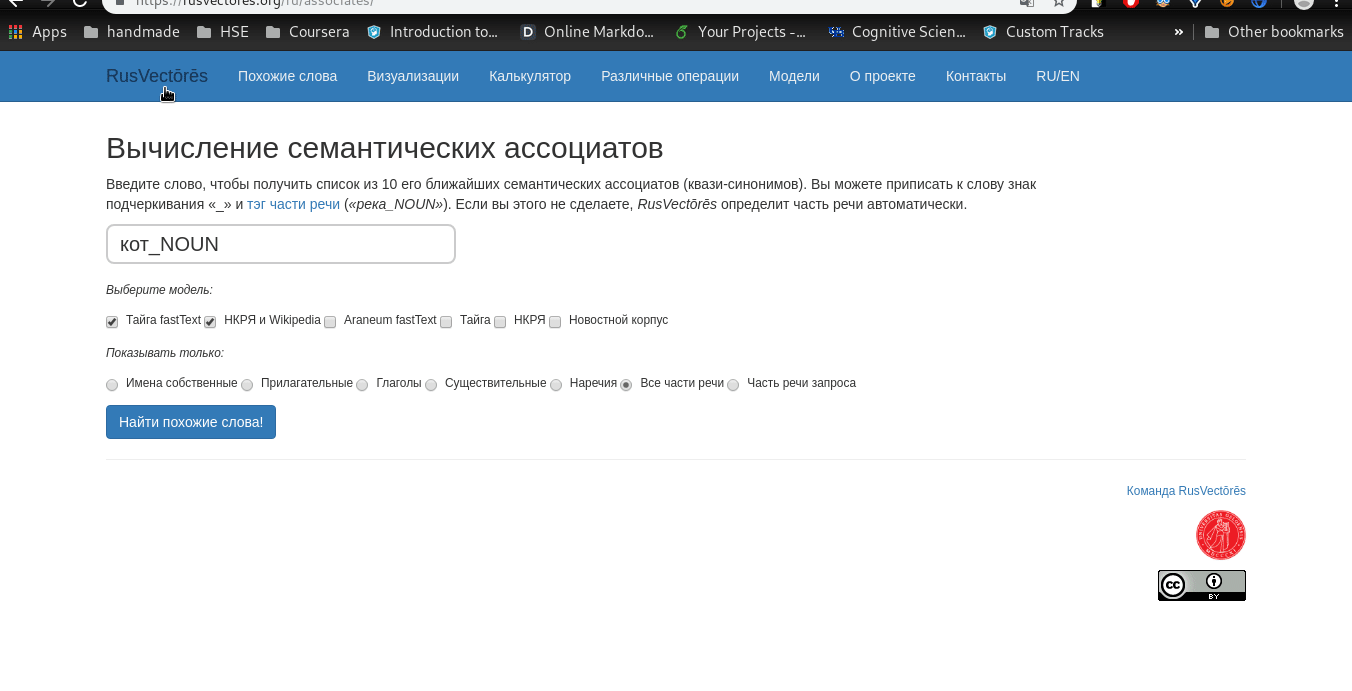 https://rusvectores.org/ru/associates/
Apps handmade HSE Coursera Introduction to... Online Markdo... Your Projects -... Cognitive Scien... Custom Tracks » Other bookmarks
RusVectōrēs Похожие слова Визуализации Калькулятор Различные операции Модели О проекте Контакты RU/EN
Вычисление семантических ассоциатов
Введите слово, чтобы получить список из 10 его ближайших семантических ассоциатов (квази-синонимов). Вы можете приписать к слову знак
подчеркивания «_» и тэг части речи («река_NOUN»). Если вы этого не сделаете, RusVectōrēs определит часть речи автоматически.
кот_NOUN
Выберите модель:
Тайга fastText НКРЯ и Wikipedia Araneum fastText Тайга НКРЯ Новостной корпус
Показывать только:
Имена собственные Прилагательные Глаголы Существительные Наречия Все части речи Часть речи запроса
Найти похожие слова!
Команда RusVectōrēs
cc
BY